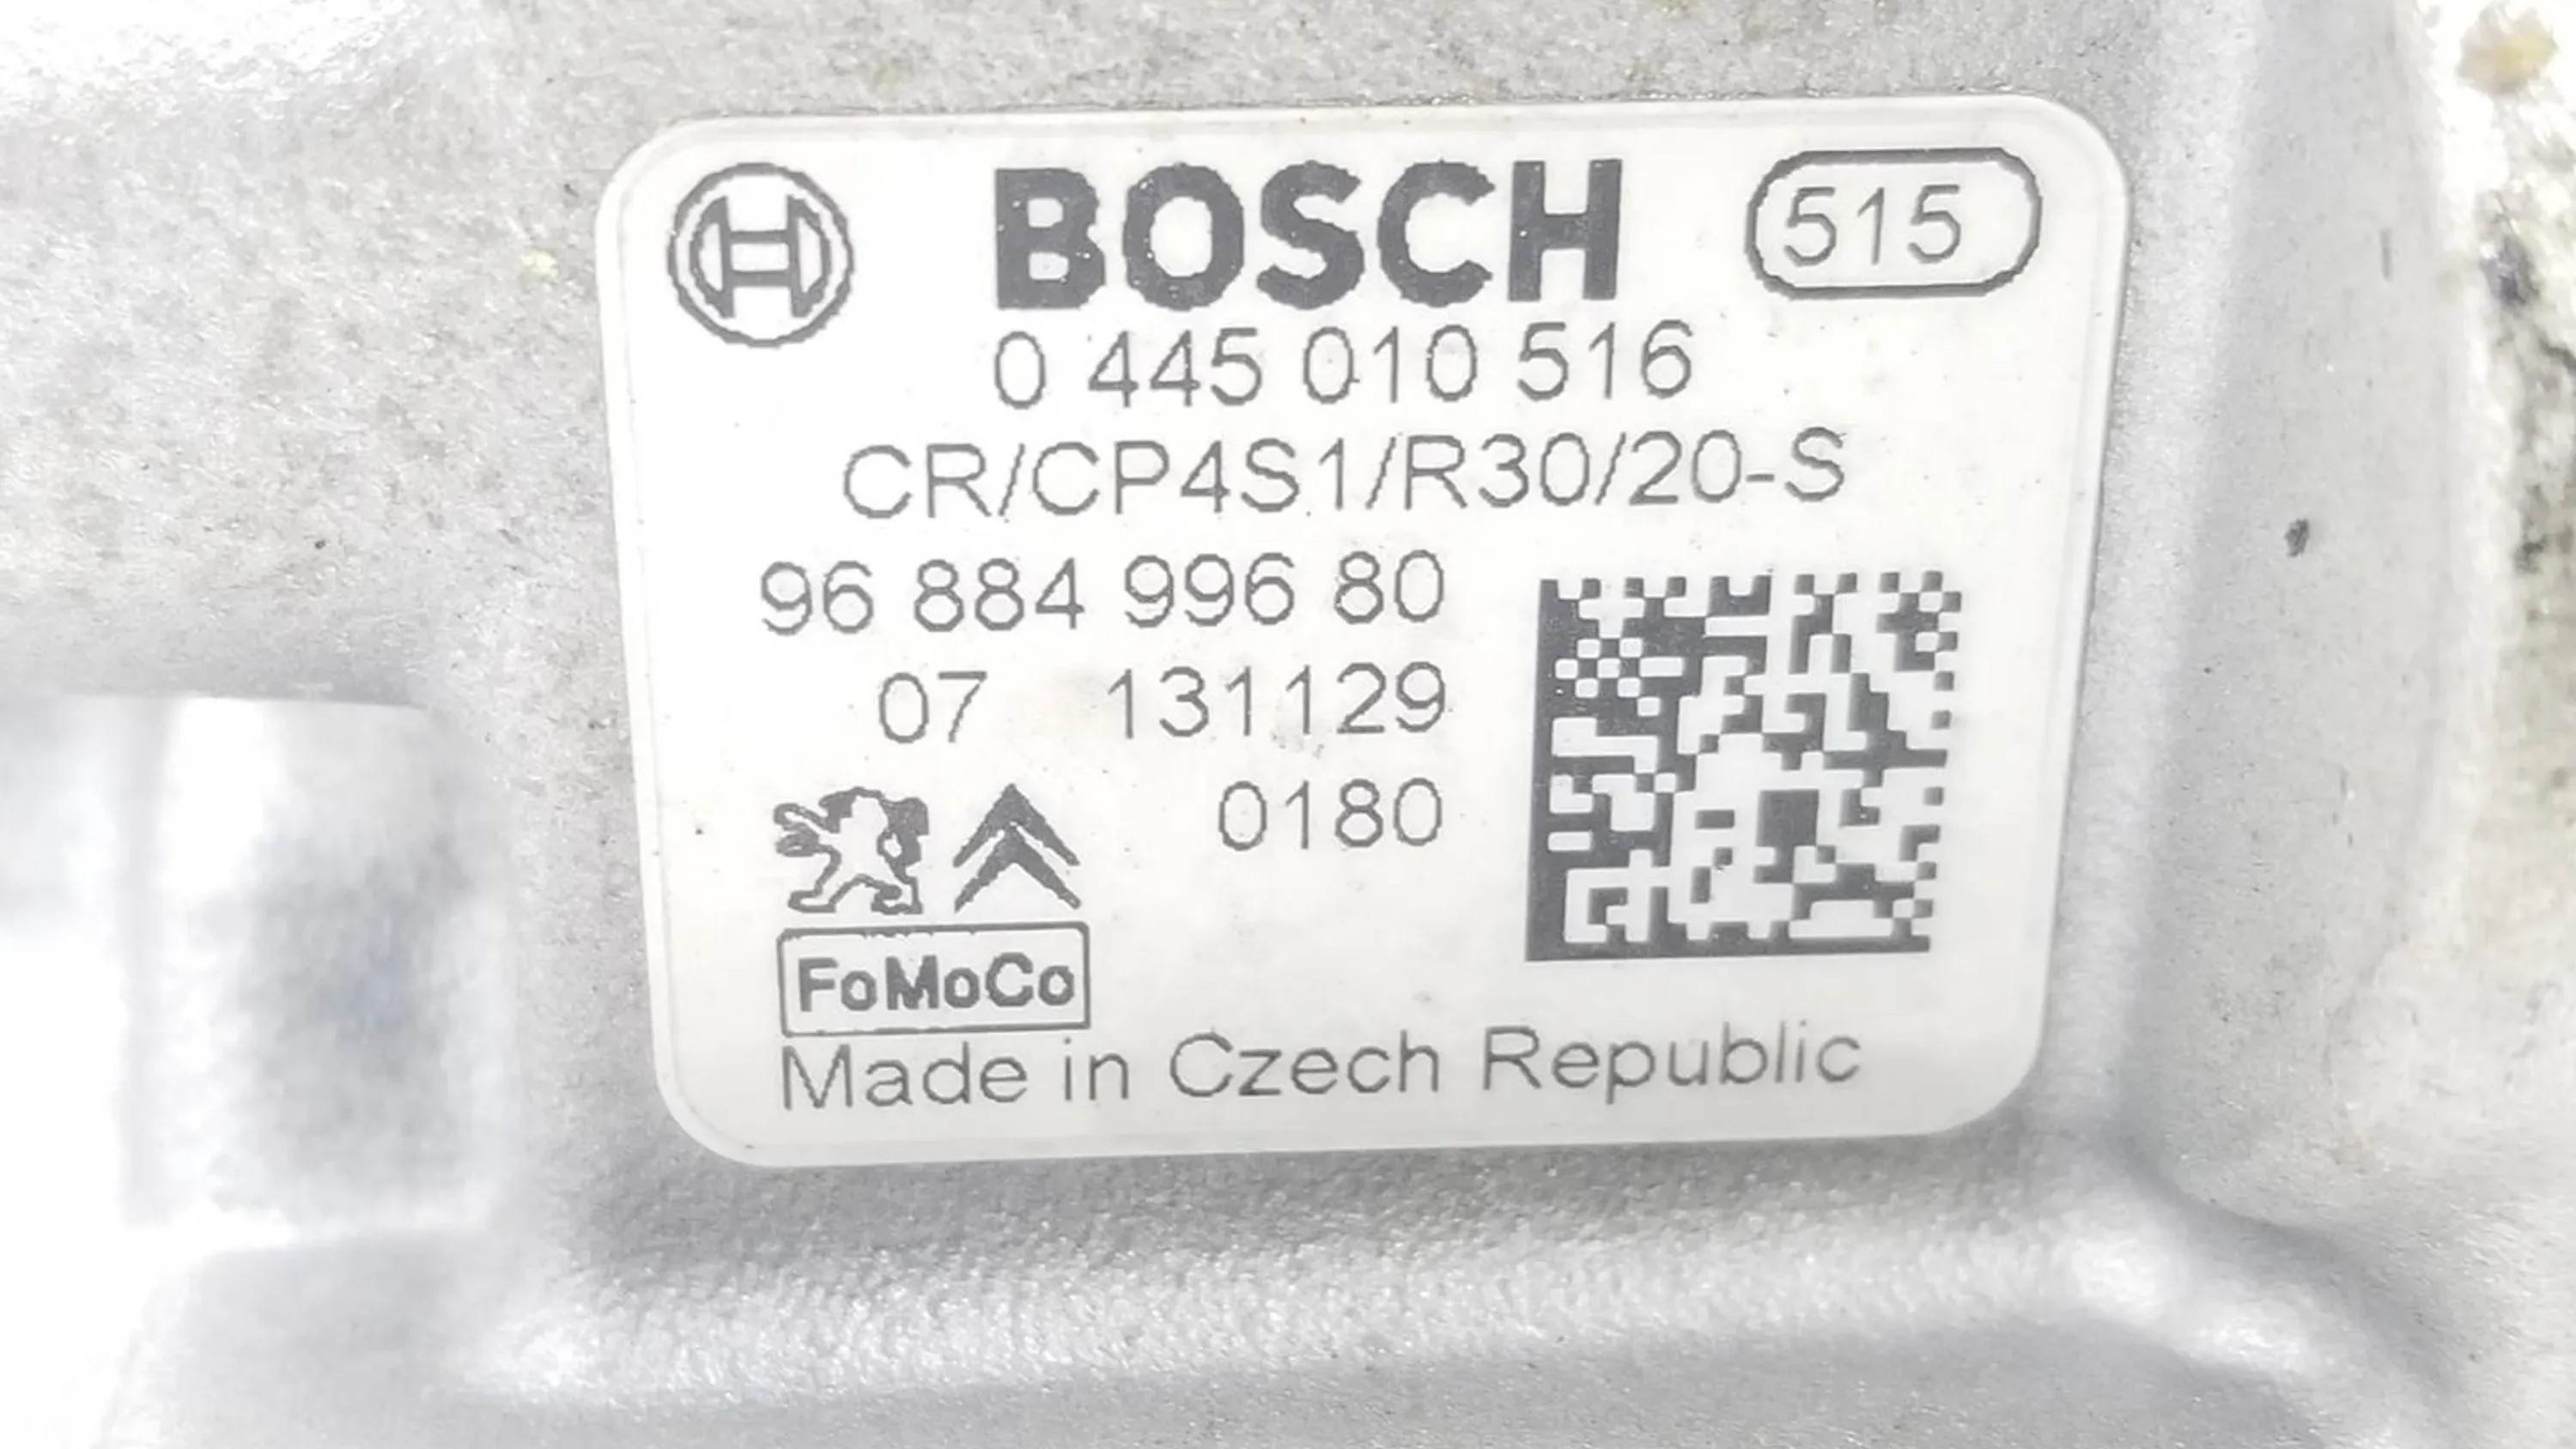 BOSCH 515
0 445 010 516
CR/CP4S1/R30/20-S
96 884 996 80
07 131129
0180
FoMoCo
Made in Czech Republic